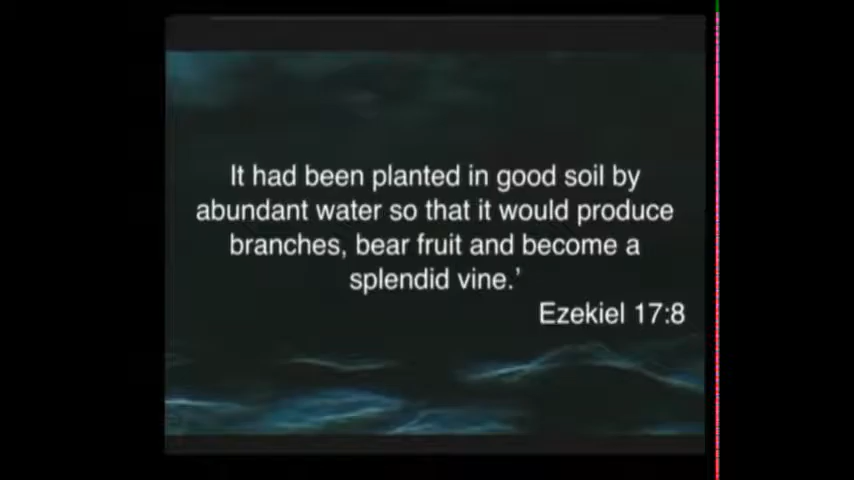 It had been planted in good soil by
abundant water so that it would produce
branches, bear fruit and become a
splendid vine.’
Ezekiel 17:8